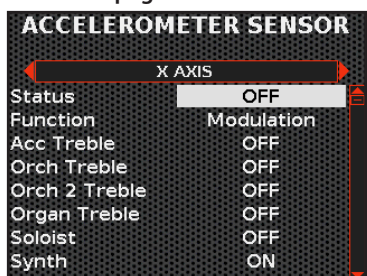 ACCELEROMETER SENSOR
X AXIS
Status OFF
Function Modulation
Acc Treble OFF
Orch Treble OFF
Orch 2 Treble OFF
Organ Treble OFF
Soloist OFF
Synth ON